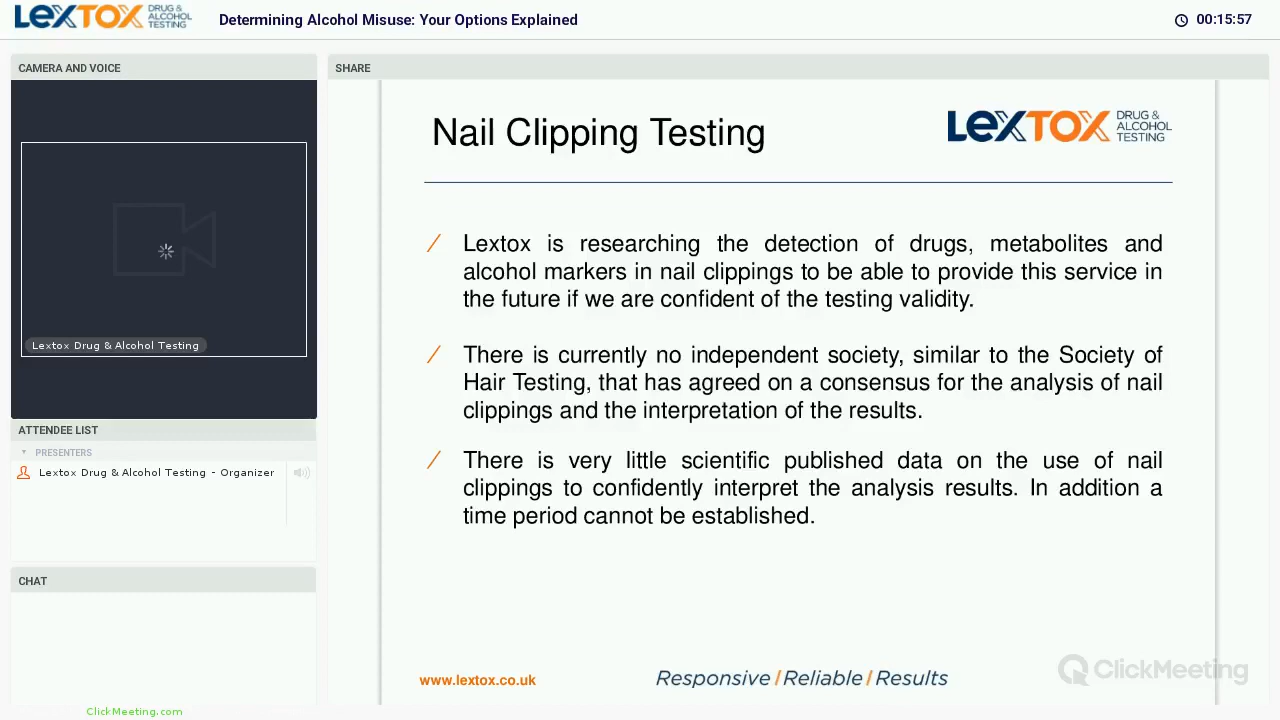 LEXTOX DRUG & ALCOHOL TESTING
Determining Alcohol Misuse: Your Options Explained
00:15:57
CAMERA AND VOICE
Lextox Drug & Alcohol Testing
ATTENDEE LIST
PRESENTERS
Lextox Drug & Alcohol Testing - Organizer
CHAT
ClickMeeting.com
SHARE
Nail Clipping Testing
LEXTOX DRUG & ALCOHOL TESTING
Lextox is researching the detection of drugs, metabolites and
alcohol markers in nail clippings to be able to provide this service in
the future if we are confident of the testing validity.
There is currently no independent society, similar to the Society of
Hair Testing, that has agreed on a consensus for the analysis of nail
clippings and the interpretation of the results.
There is very little scientific published data on the use of nail
clippings to confidently interpret the analysis results. In addition a
time period cannot be established.
www.lextox.co.uk
Responsive / Reliable / Results
ClickMeeting